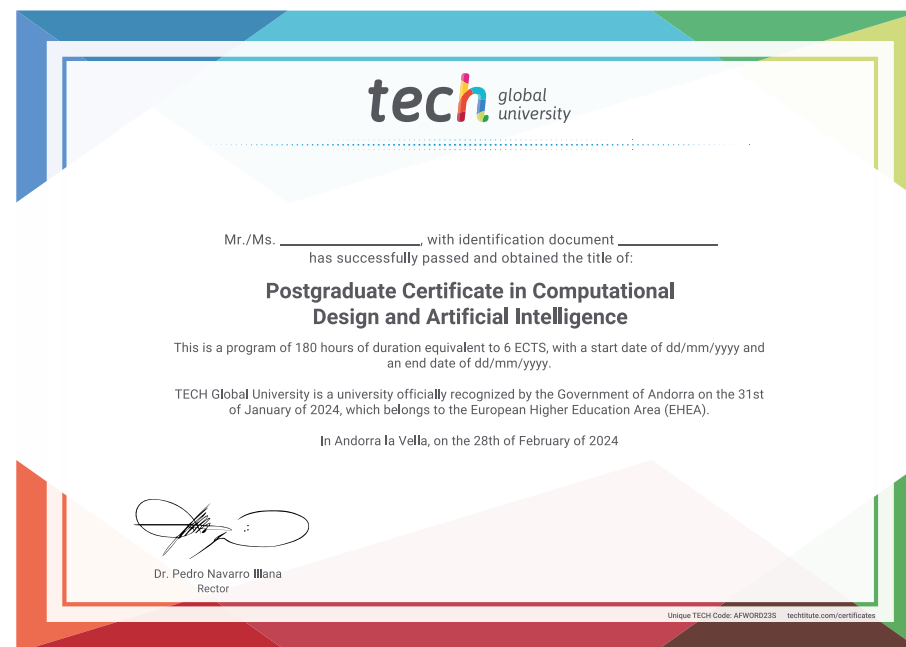 tech global university
Mr./Ms. ____________, with identification document ____________
has successfully passed and obtained the title of:
Postgraduate Certificate in Computational
Design and Artificial Intelligence
This is a program of 180 hours of duration equivalent to 6 ECTS, with a start date of dd/mm/yyyy and
an end date of dd/mm/yyyy.
TECH Global University is a university officially recognized by the Government of Andorra on the 31st
of January of 2024, which belongs to the European Higher Education Area (EHEA).
In Andorra la Vella, on the 28th of February of 2024
Dr. Pedro Navarro Illana
Rector
Unique TECH Code: AFWORD23S techtitute.com/certificates